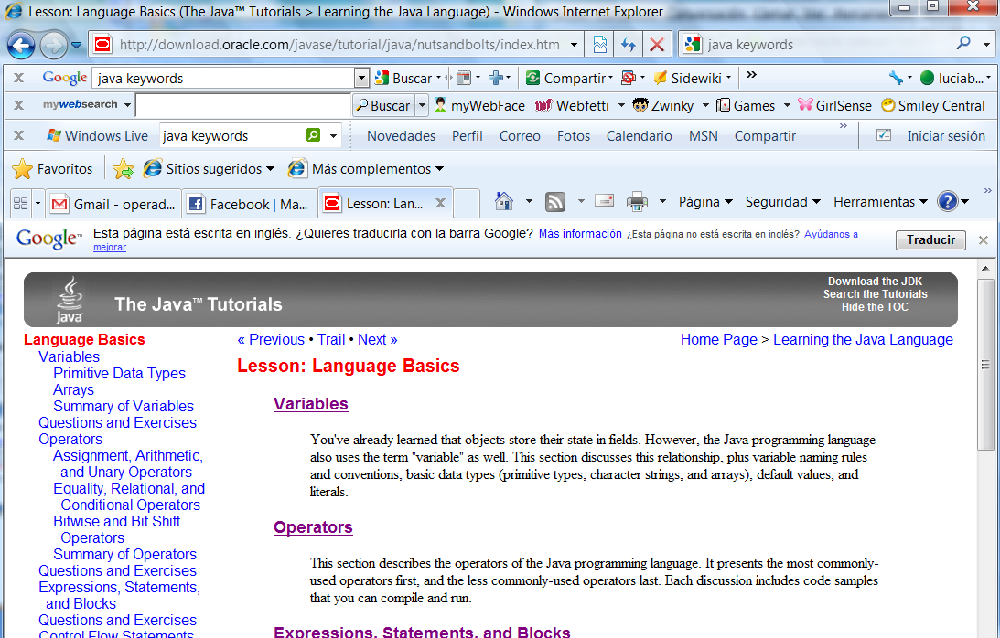 Lesson: Language Basics (The Java™ Tutorials > Learning the Java Language) - Windows Internet Explorer
http://download.oracle.com/javase/tutorial/java/nutsandbolts/index.htm
java keywords
Google java keywords Buscar Compartir Sidewiki » luciab...
mywebsearch Buscar myWebFace Webfetti Zwinky Games GirlSense Smiley Central
Windows Live java keywords Novedades Perfil Correo Fotos Calendario MSN Compartir » Iniciar sesión
Favoritos Sitios sugeridos Más complementos
Gmail - operad... Facebook | Ma... Lesson: Lan... Página Seguridad Herramientas »
Google™ Esta página está escrita en inglés. ¿Quieres traducirla con la barra Google? Más información ¿Esta página no está escrita en inglés? Ayúdanos a
mejorar
Traducir
Java™
The Java™ Tutorials
Download the JDK
Search the Tutorials
Hide the TOC
Language Basics
Variables
Primitive Data Types
Arrays
Summary of Variables
Questions and Exercises
Operators
Assignment, Arithmetic,
and Unary Operators
Equality, Relational, and
Conditional Operators
Bitwise and Bit Shift
Operators
Summary of Operators
Questions and Exercises
Expressions, Statements,
and Blocks
Questions and Exercises
Control Flow Statements
« Previous • Trail • Next »
Home Page > Learning the Java Language
Lesson: Language Basics
Variables
You've already learned that objects store their state in fields. However, the Java programming language
also uses the term "variable" as well. This section discusses this relationship, plus variable naming rules
and conventions, basic data types (primitive types, character strings, and arrays), default values, and
literals.
Operators
This section describes the operators of the Java programming language. It presents the most commonly-
used operators first, and the less commonly-used operators last. Each discussion includes code samples
that you can compile and run.
Expressions, Statements, and Blocks